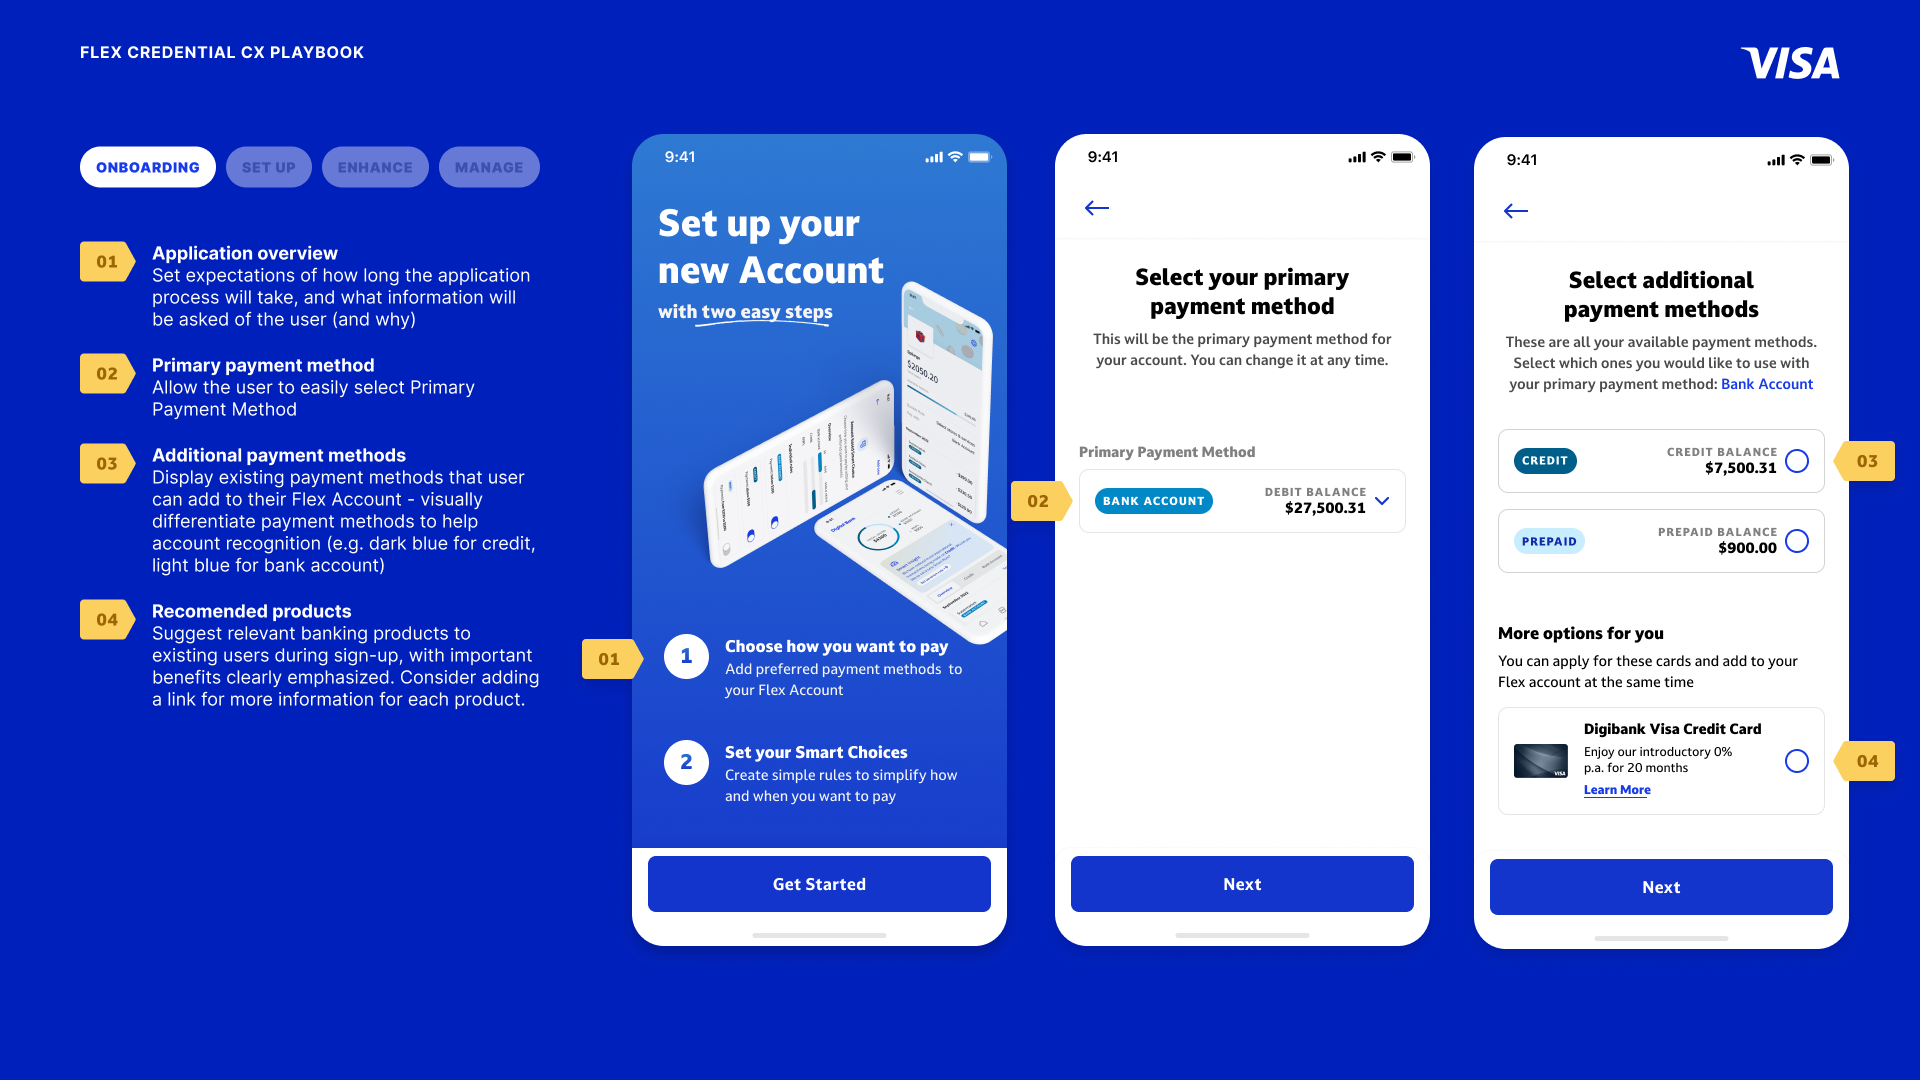 FLEX CREDENTIAL CX PLAYBOOK
VISA
ONBOARDING
SET UP
ENHANCE
MANAGE
01
Application overview
Set expectations of how long the application
process will take, and what information will
be asked of the user (and why)
02
Primary payment method
Allow the user to easily select Primary
Payment Method
03
Additional payment methods
Display existing payment methods that user
can add to their Flex Account - visually
differentiate payment methods to help
account recognition (e.g. dark blue for credit,
light blue for bank account)
04
Recomended products
Suggest relevant banking products to
existing users during sign-up, with important
benefits clearly emphasized. Consider adding
a link for more information for each product.
9:41
Set up your
new Account
with two easy steps
$2050.20
Digital Bank
01
1
Choose how you want to pay
Add preferred payment methods to
your Flex Account
2
Set your Smart Choices
Create simple rules to simplify how
and when you want to pay
Get Started
9:41
Select your primary
payment method
This will be the primary payment method for
your account. You can change it at any time.
Primary Payment Method
02
BANK ACCOUNT
DEBIT BALANCE
$27,500.31
Next
9:41
Select additional
payment methods
These are all your available payment methods.
Select which ones you would like to use with
your primary payment method: Bank Account
CREDIT
CREDIT BALANCE
$7,500.31
03
PREPAID
PREPAID BALANCE
$900.00
More options for you
You can apply for these cards and add to your
Flex account at the same time
Digibank Visa Credit Card
Enjoy our introductory 0%
p.a. for 20 months
Learn More
VISA
04
Next